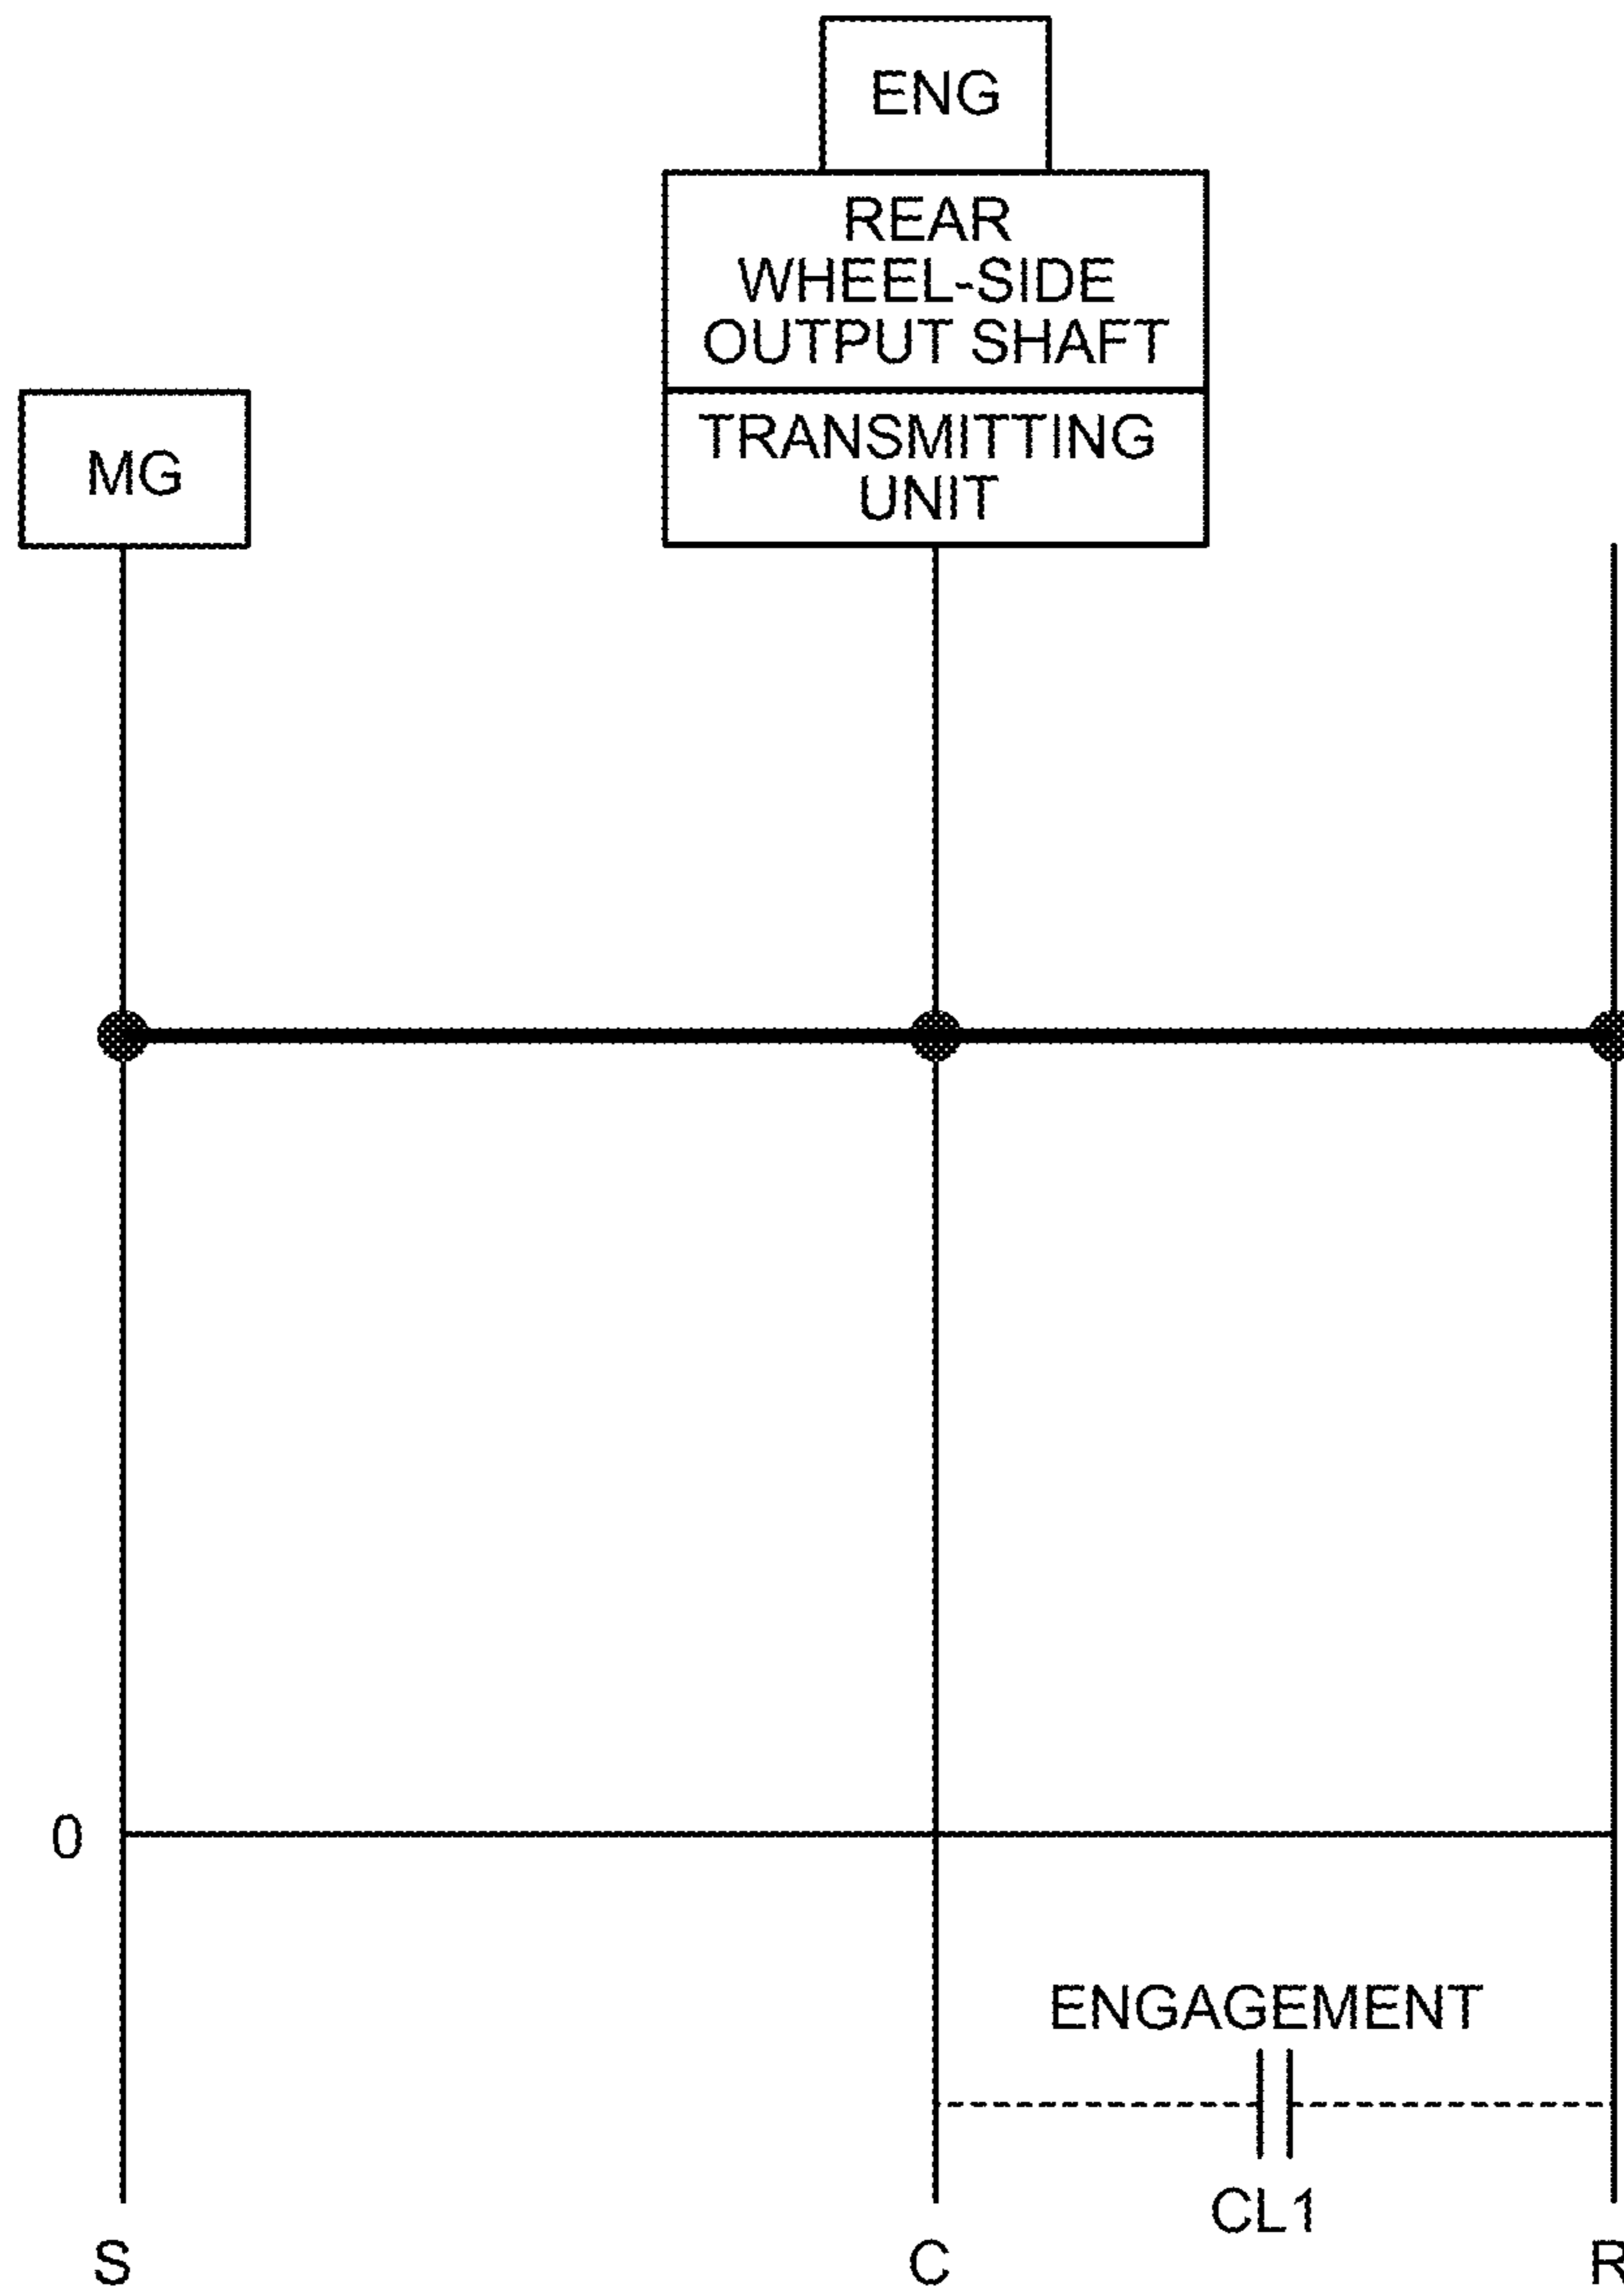 ENG
REAR
WHEEL-SIDE
OUTPUT SHAFT
TRANSMITTING
UNIT
MG
0
ENGAGEMENT
CL1
S
C
R